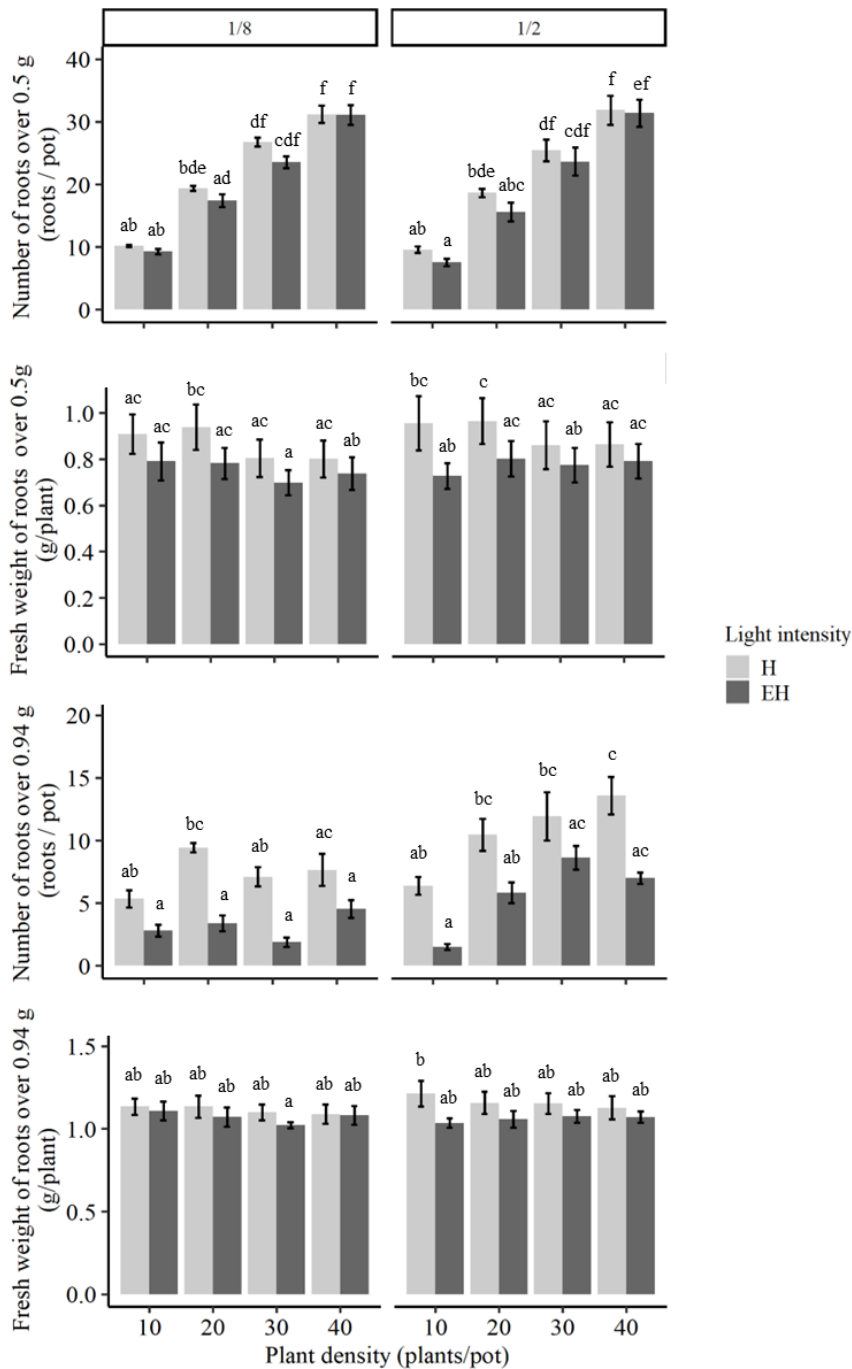 1/8 1/2
Number of roots over 0.5 g
(roots / pot)
40
30
20
10
0
ab ab bde ad df cdf f f
ab a bde abc df cdf f ef
Fresh weight of roots over 0.5g
(g/plant)
1.0
0.8
0.6
0.4
0.2
0.0
ac ac bc ac ac a ac ab
bc ab c ac ac ab ac ac
Light intensity
H
EH
Number of roots over 0.94 g
(roots / pot)
20
15
10
5
0
ab a bc a ab a ac a
ab a bc ab bc ac c ac
Fresh weight of roots over 0.94 g
(g/plant)
1.5
1.0
0.5
0.0
ab ab ab ab ab a ab ab
b ab ab ab ab ab ab ab
10 20 30 40 10 20 30 40
Plant density (plants/pot)